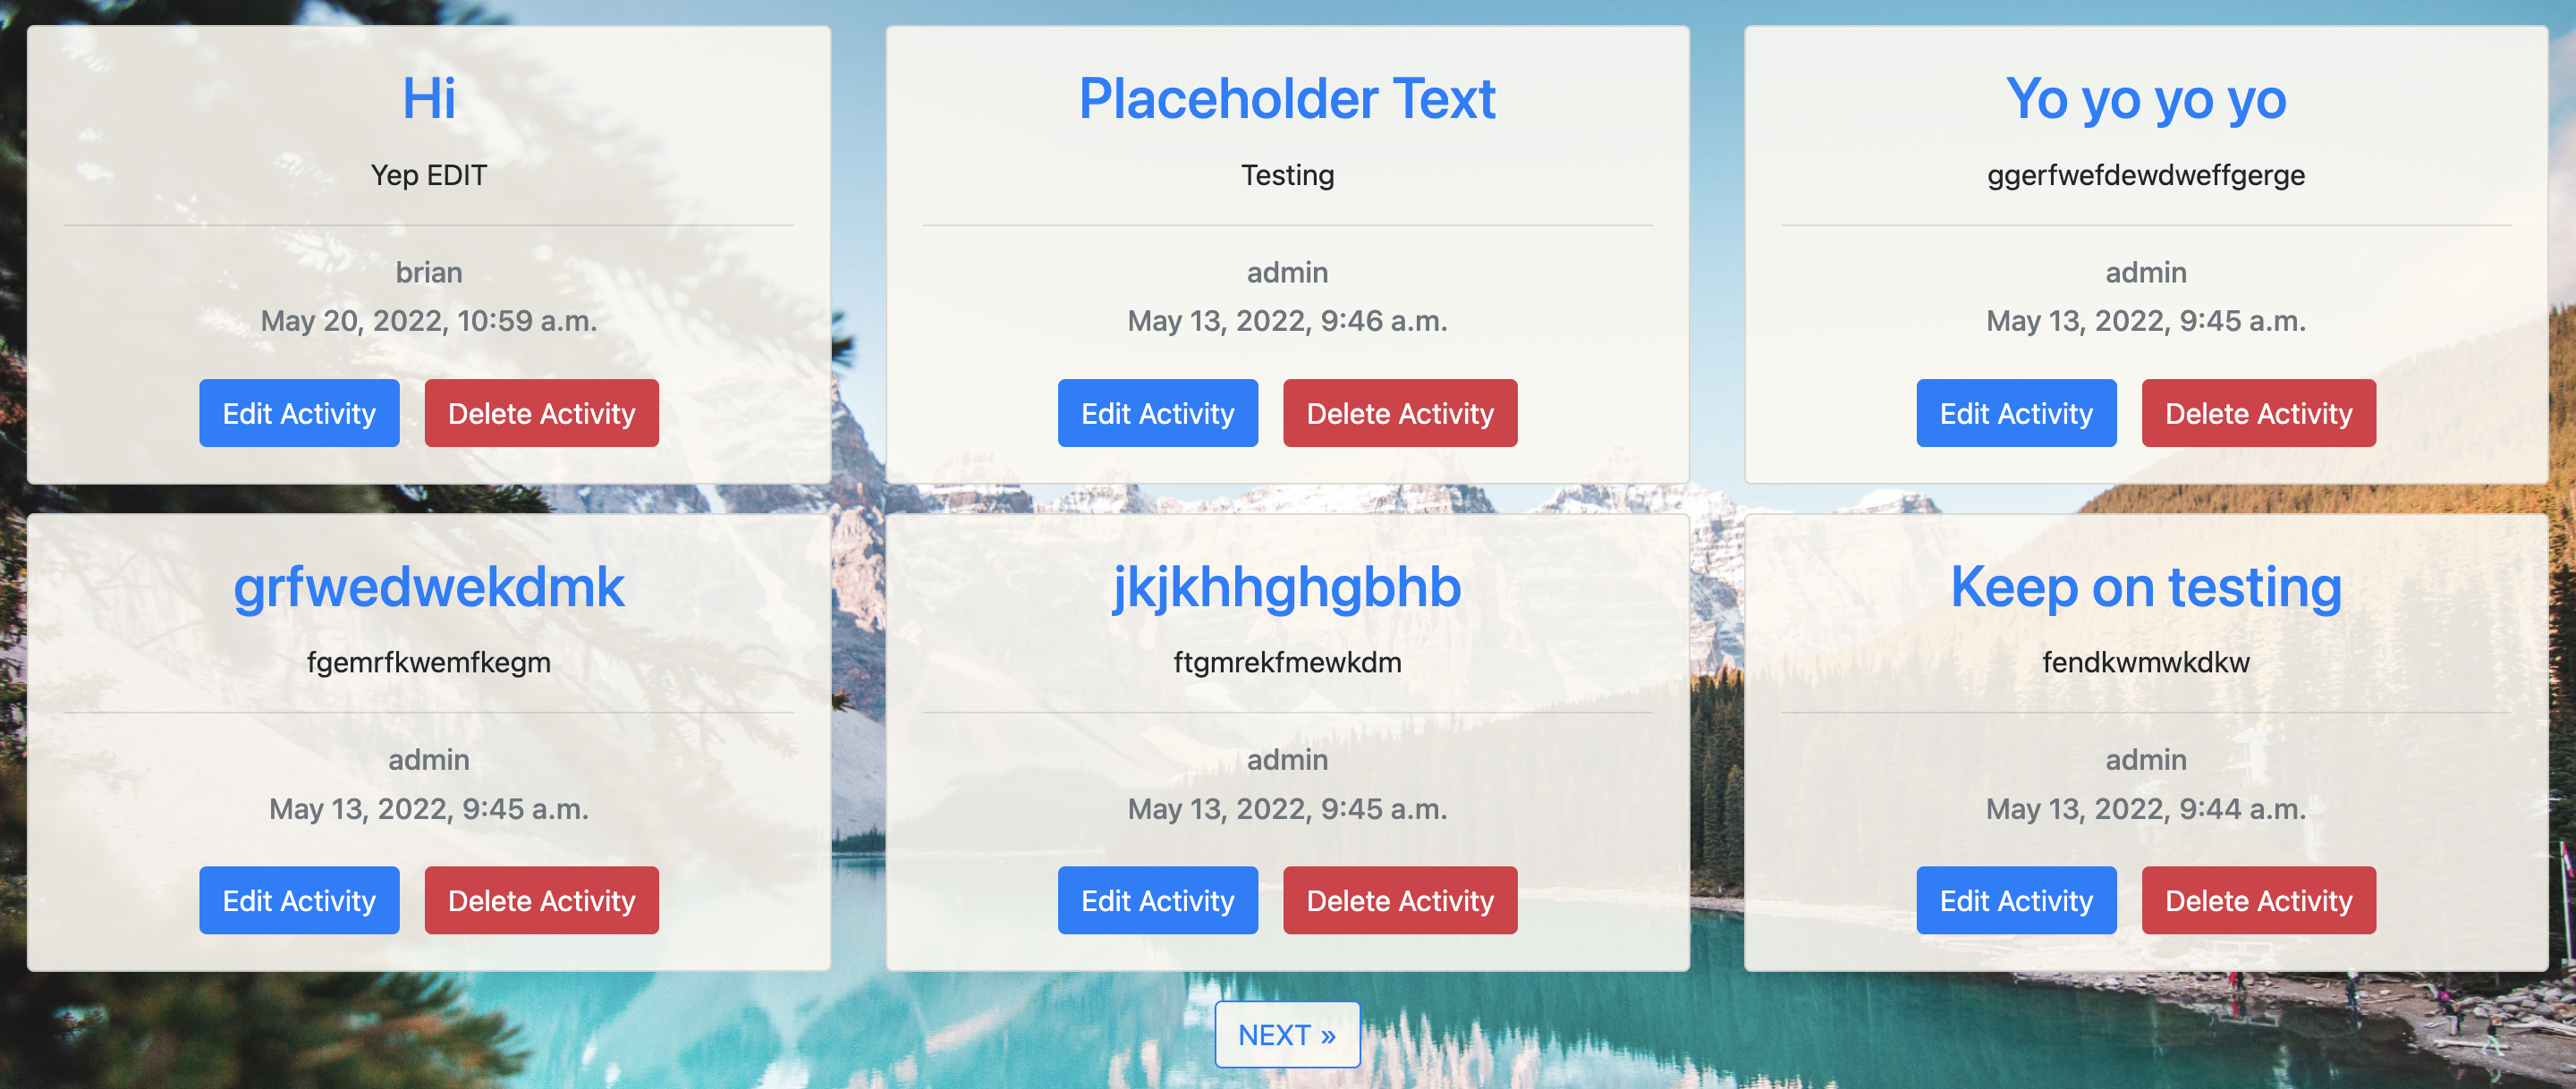 Hi
Yep EDIT
brian
May 20, 2022, 10:59 a.m.
Edit Activity
Delete Activity
Placeholder Text
Testing
admin
May 13, 2022, 9:46 a.m.
Edit Activity
Delete Activity
Yo yo yo yo
ggerfwefdewdweffgerge
admin
May 13, 2022, 9:45 a.m.
Edit Activity
Delete Activity
grfwedwekdmk
fgemrfkwemfkegm
admin
May 13, 2022, 9:45 a.m.
Edit Activity
Delete Activity
jkjkhhghgbhb
ftgmrekfmewkdm
admin
May 13, 2022, 9:45 a.m.
Edit Activity
Delete Activity
Keep on testing
fendkwmwkdkw
admin
May 13, 2022, 9:44 a.m.
Edit Activity
Delete Activity
NEXT »